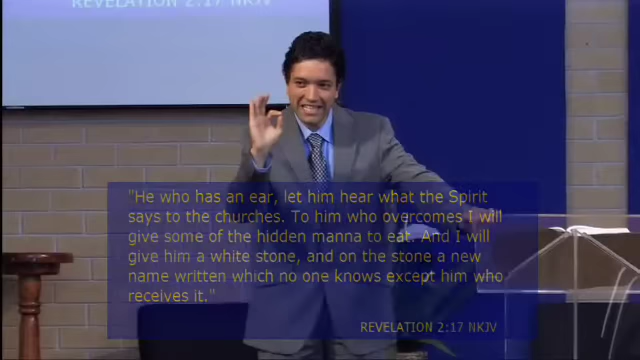 REVELATION 2:17 NKJV
"He who has an ear, let him hear what the Spirit
says to the churches. To him who overcomes I will
give some of the hidden manna to eat. And I will
give him a white stone, and on the stone a new
name written which no one knows except him who
receives it."
REVELATION 2:17 NKJV